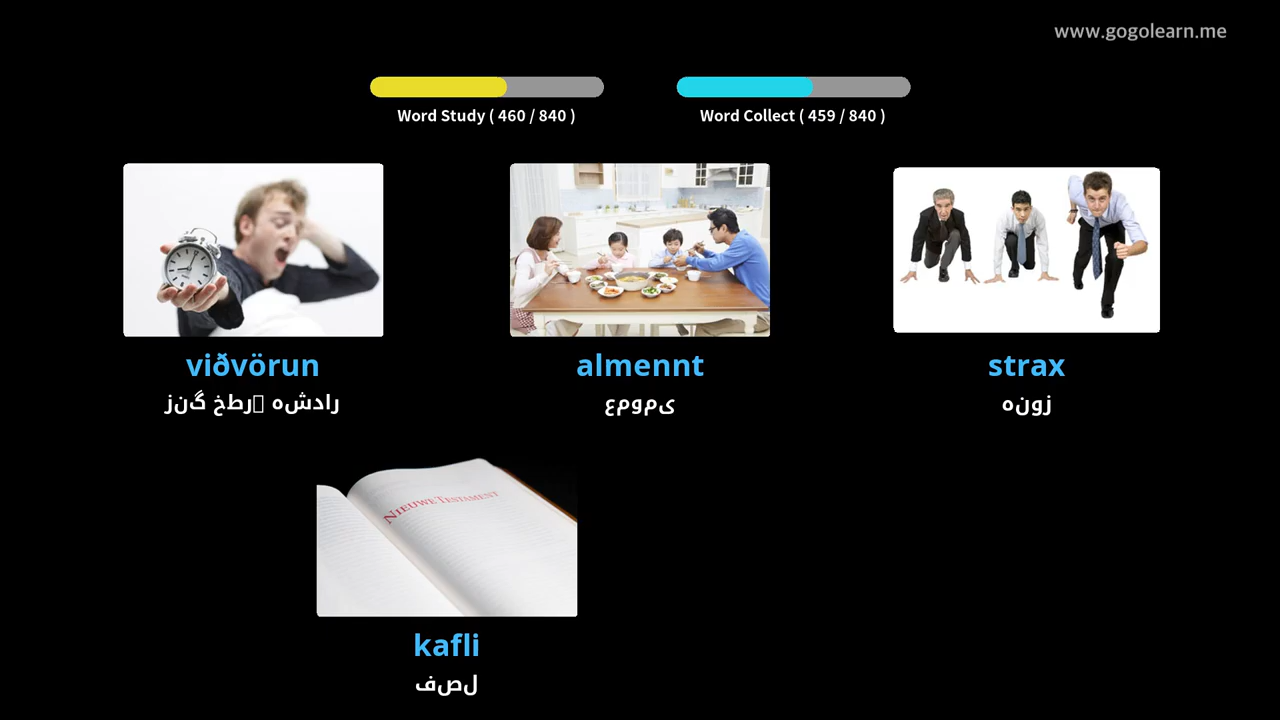 www.gogolearn.me
Word Study ( 460 / 840 )
Word Collect ( 459 / 840 )
viðvörun
زنگ خطر هشدار
almennt
عمومی
strax
هنوز
NIEUWE TESTAMENT
kafli
فصل